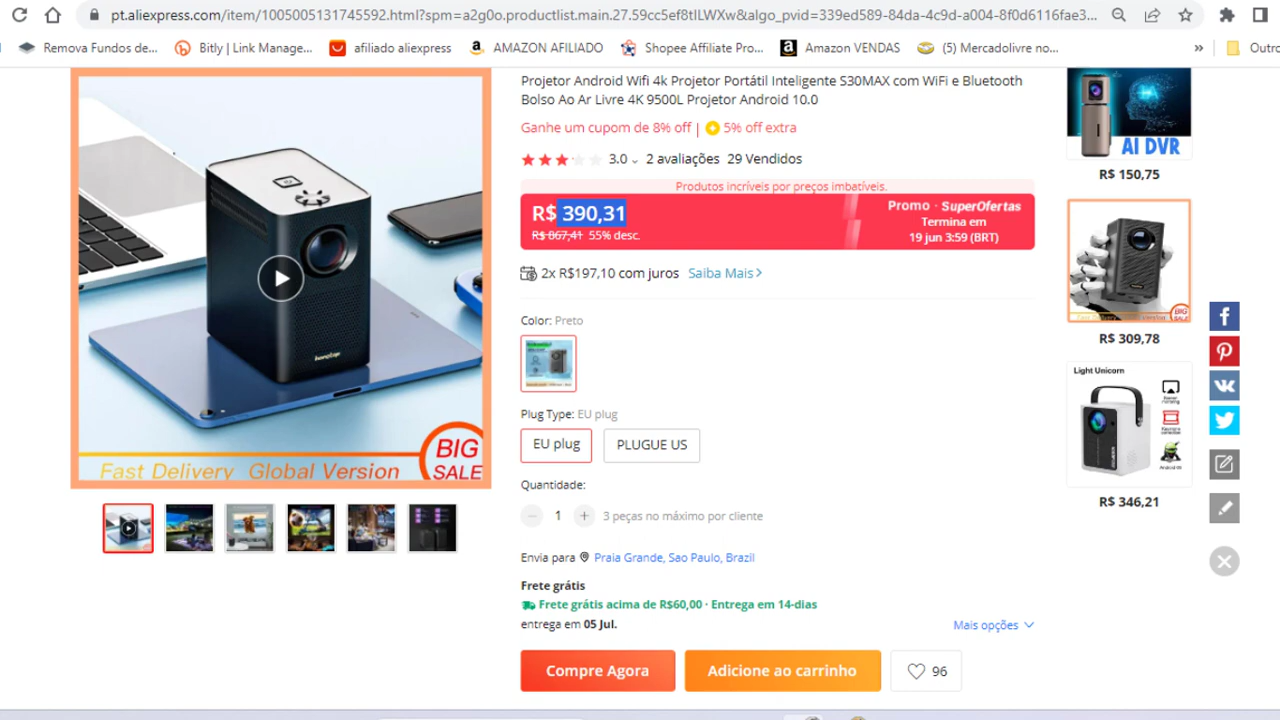 pt.aliexpress.com/item/1005005131745592.html?spm=a2g0o.productlist.main.27.59cc5ef8tILWXw&algo_pvid=339ed589-84da-4c9d-a004-8f0d6116fae3...
Remova Fundos de...
Bitly | Link Manage...
afiliado aliexpress
AMAZON AFILIADO
Shopee Affiliate Pro...
Amazon VENDAS
(5) Mercadolivre no...
»
Outro
Projetor Android Wifi 4k Projetor Portátil Inteligente S30MAX com WiFi e Bluetooth
Bolso Ao Ar Livre 4K 9500L Projetor Android 10.0
Ganhe um cupom de 8% off | 5% off extra
3.0 2 avaliações 29 Vendidos
Produtos incríveis por preços imbatíveis.
R$ 390,31
R$ 867,41 55% desc.
Promo · SuperOfertas
Termina em
19 jun 3:59 (BRT)
2x R$197,10 com juros Saiba Mais
Color: Preto
Plug Type: EU plug
EU plug
PLUGUE US
Quantidade:
− 1 + 3 peças no máximo por cliente
Envia para Praia Grande, Sao Paulo, Brazil
Frete grátis
Frete grátis acima de R$60,00 · Entrega em 14-dias
entrega em 05 Jul.
Mais opções
Compre Agora
Adicione ao carrinho
96
Fast Delivery Global Version
BIG
SALE
AI DVR
R$ 150,75
BIG
SALE
R$ 309,78
Light Unicorn
R$ 346,21